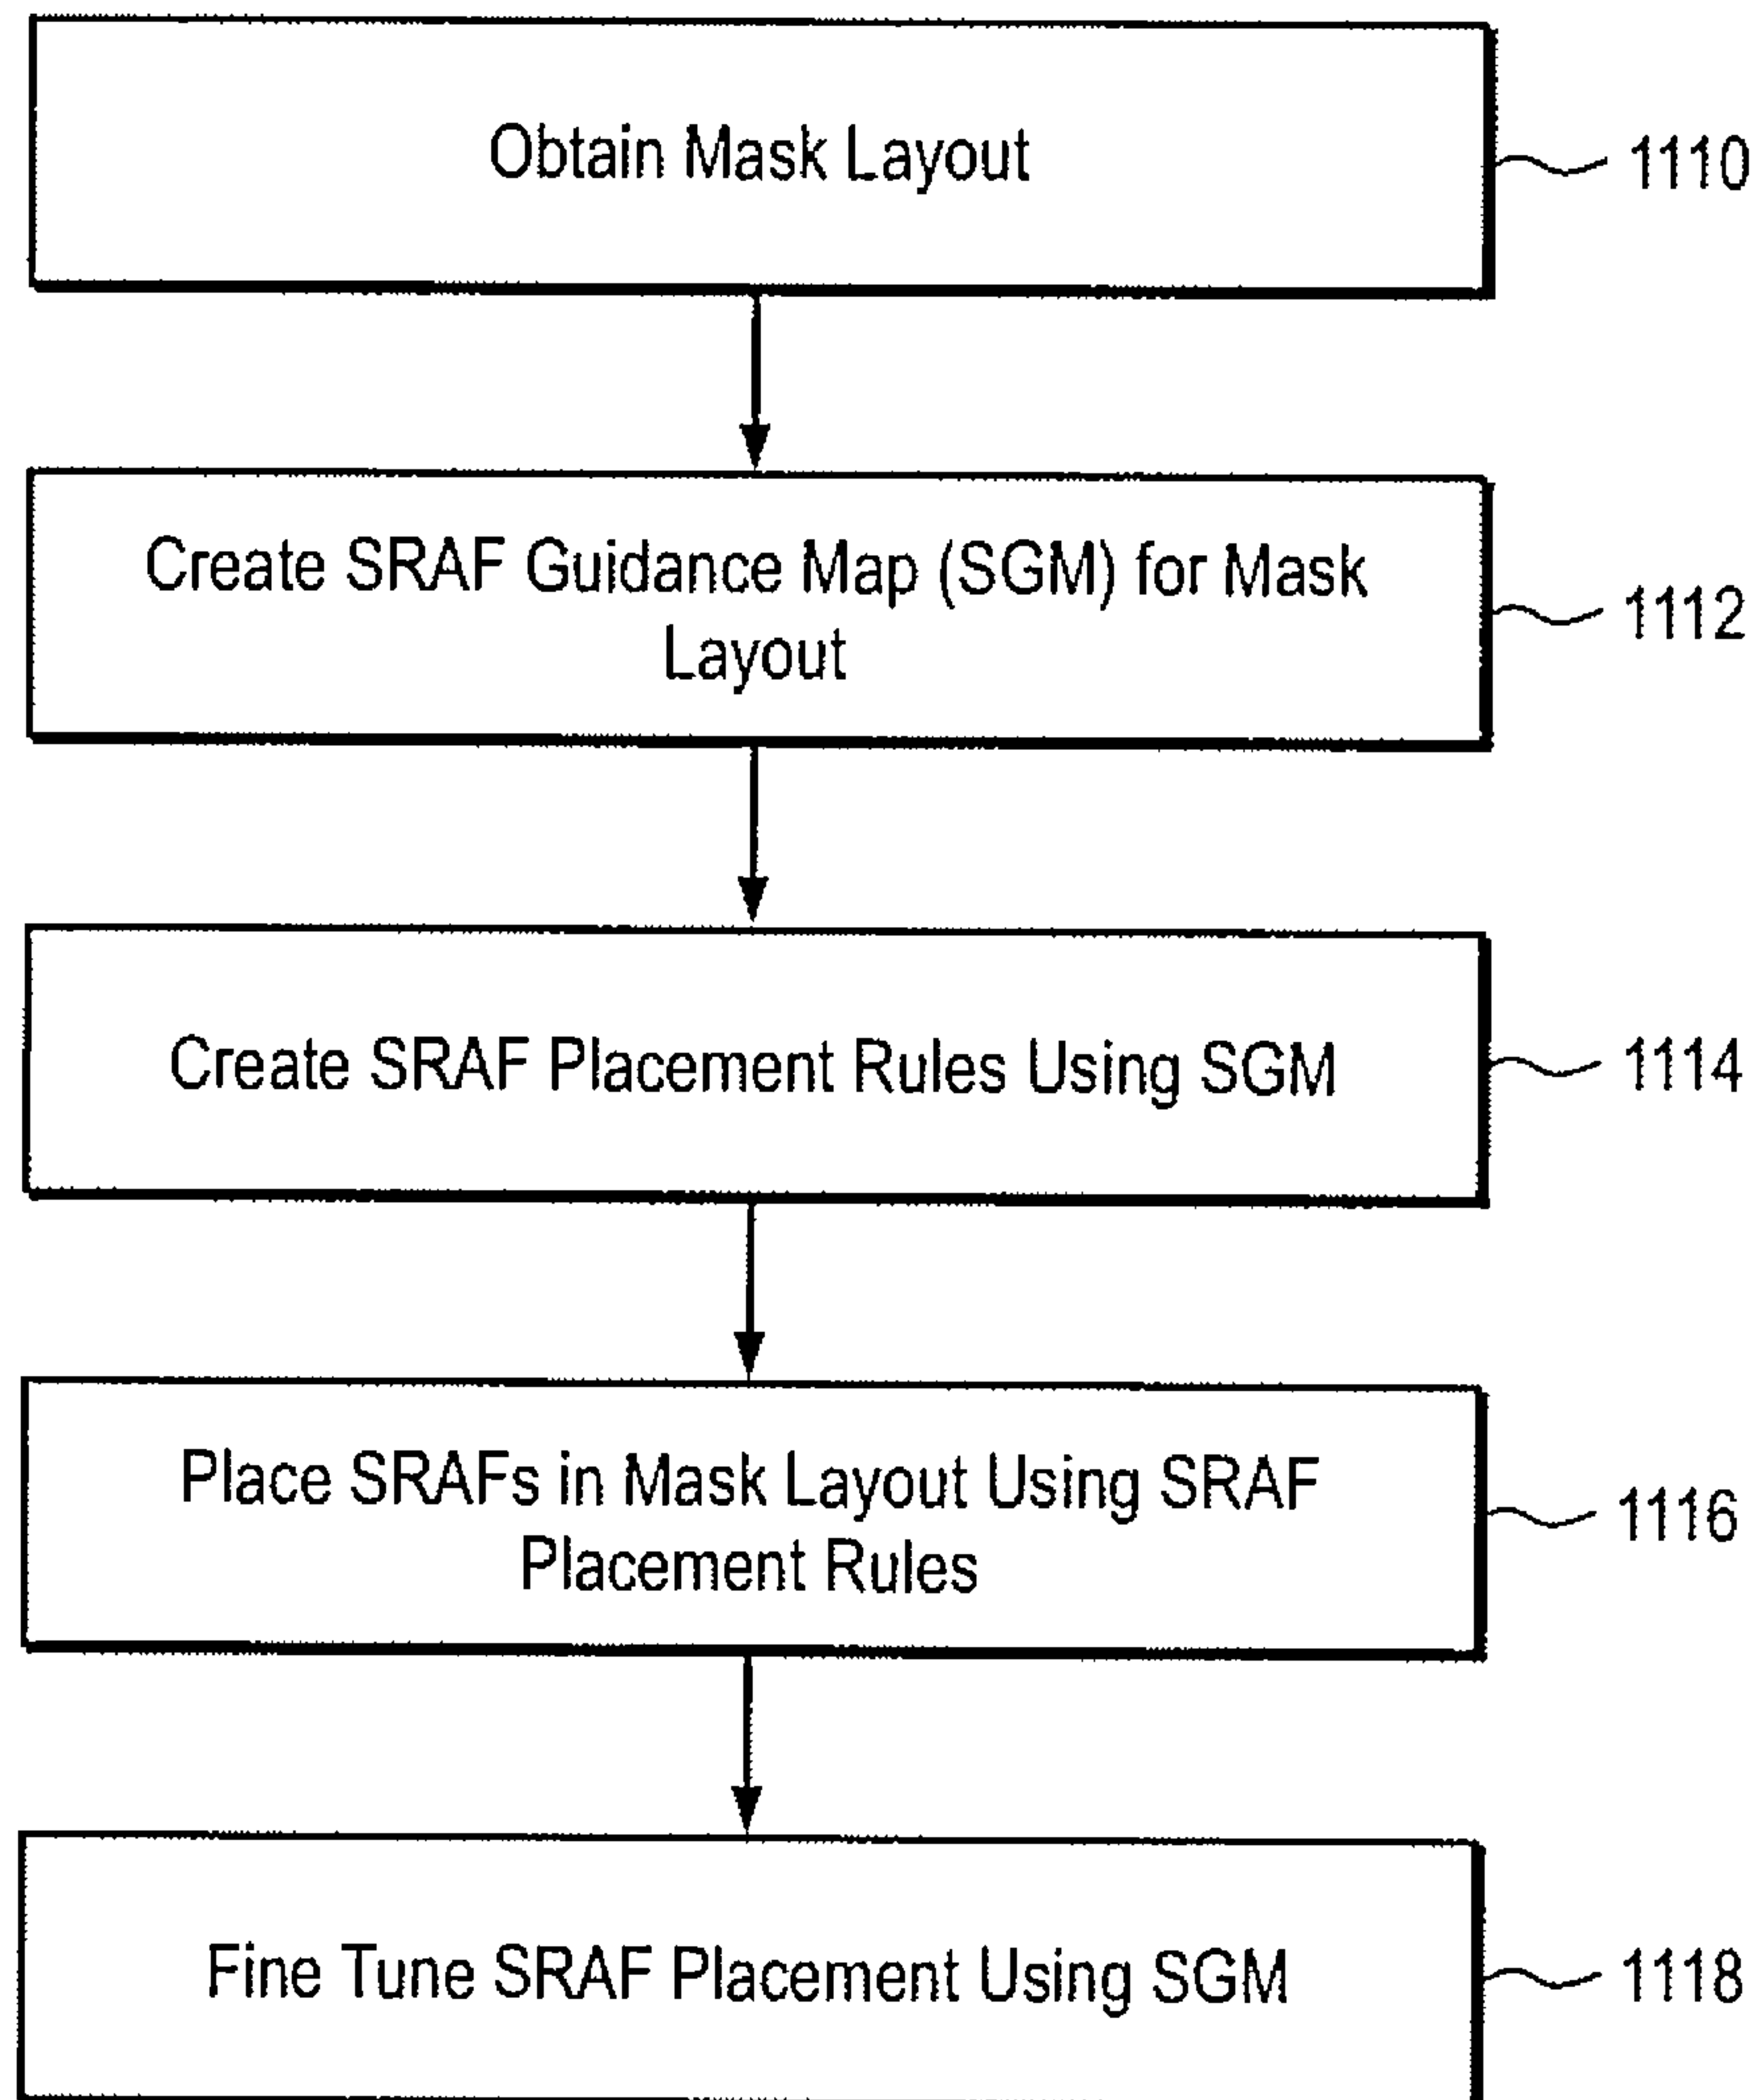 Obtain Mask Layout
1110
Create SRAF Guidance Map (SGM) for Mask
Layout
1112
Create SRAF Placement Rules Using SGM
1114
Place SRAFs in Mask Layout Using SRAF
Placement Rules
1116
Fine Tune SRAF Placement Using SGM
1118